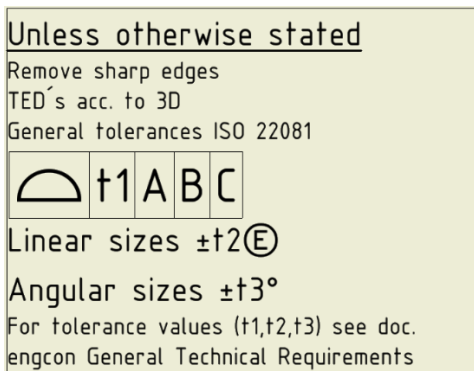 Unless otherwise stated
Remove sharp edges
TED´s acc. to 3D
General tolerances ISO 22081
⌓ t1 A B C
Linear sizes ±t2Ⓔ
Angular sizes ±t3°
For tolerance values (t1,t2,t3) see doc.
engcon General Technical Requirements